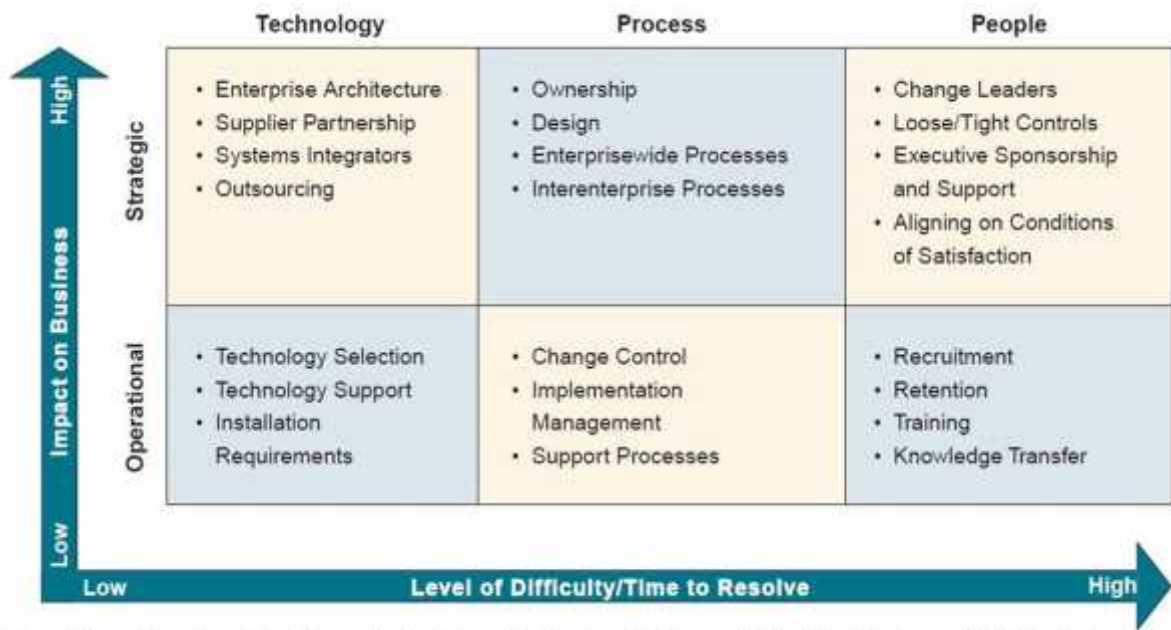 Technology
Process
People
High
Impact on Business
Low
Strategic
• Enterprise Architecture
• Supplier Partnership
• Systems Integrators
• Outsourcing
• Ownership
• Design
• Enterprisewide Processes
• Interenterprise Processes
• Change Leaders
• Loose/Tight Controls
• Executive Sponsorship
and Support
• Aligning on Conditions
of Satisfaction
Operational
• Technology Selection
• Technology Support
• Installation
Requirements
• Change Control
• Implementation
Management
• Support Processes
• Recruitment
• Retention
• Training
• Knowledge Transfer
Low
Level of Difficulty/Time to Resolve
High